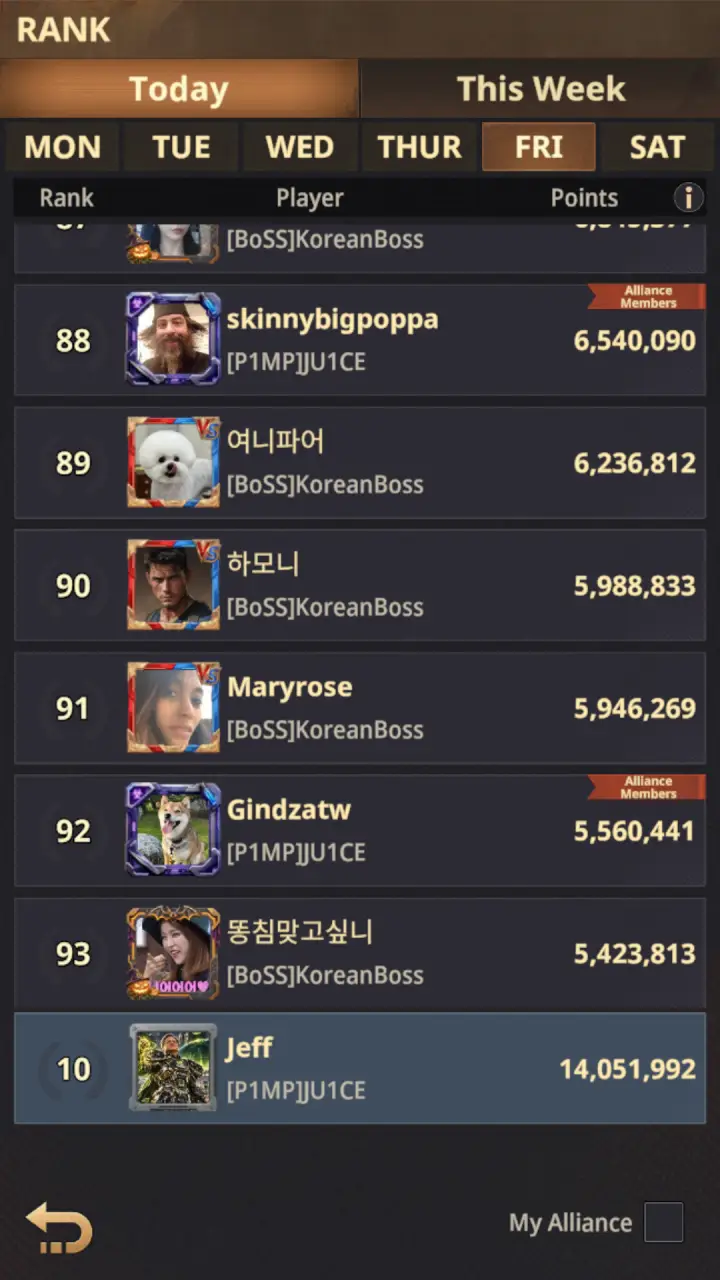 RANK
Today
This Week
MON
TUE
WED
THUR
FRI
SAT
Rank
Player
Points
[BoSS]KoreanBoss
88
skinnybigpoppa
[P1MP]JU1CE
Alliance
Members
6,540,090
89
VS
여니파어
[BoSS]KoreanBoss
6,236,812
90
VS
하모니
[BoSS]KoreanBoss
5,988,833
91
VS
Maryrose
[BoSS]KoreanBoss
5,946,269
92
Gindzatw
[P1MP]JU1CE
Alliance
Members
5,560,441
93
똥침맞고싶니
[BoSS]KoreanBoss
5,423,813
10
Jeff
[P1MP]JU1CE
14,051,992
My Alliance